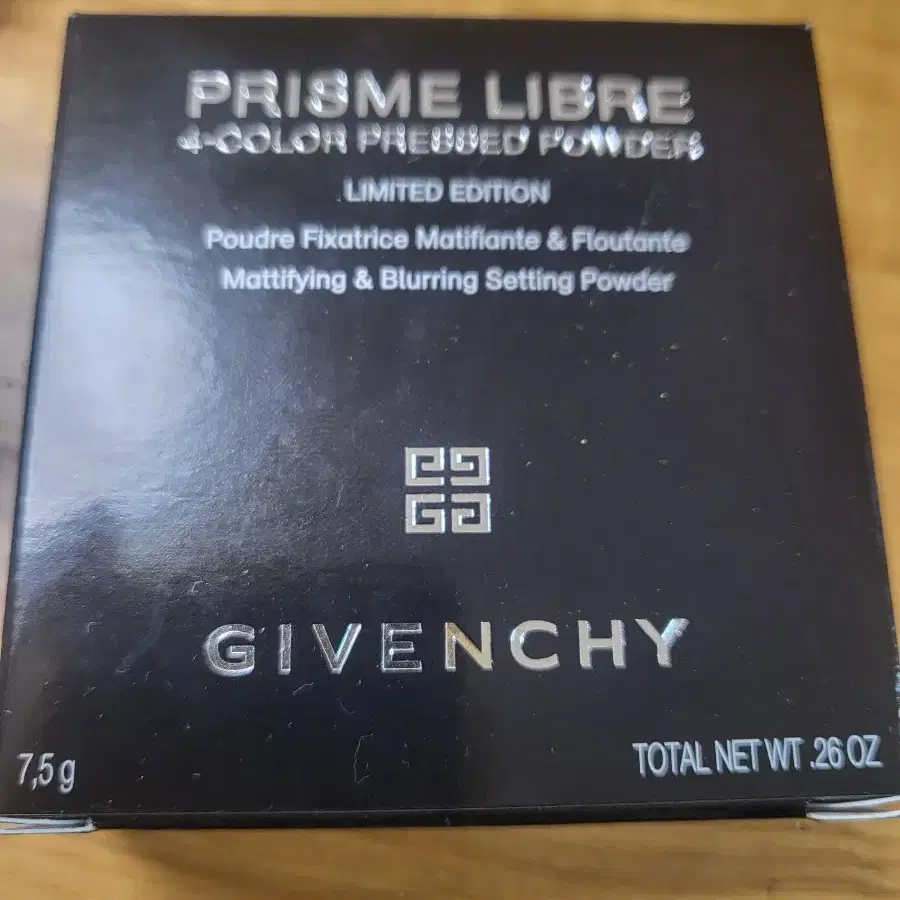 PRISME LIBRE
4-COLOR PRESSED POWDER
LIMITED EDITION
Poudre Fixatrice Matifiante & Floutante
Mattifying & Blurring Setting Powder
GIVENCHY
7,5 g
TOTAL NET WT .26 OZ